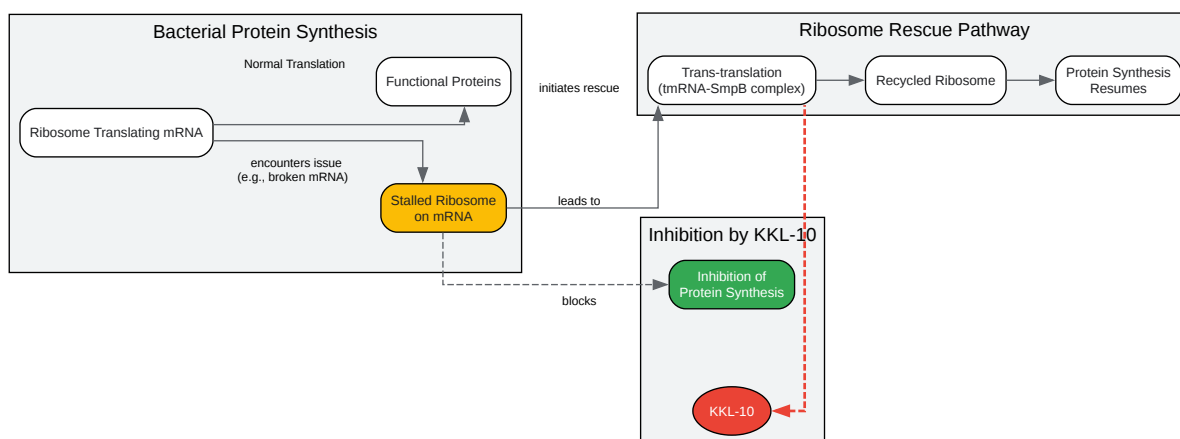 Bacterial Protein Synthesis
Normal Translation
Functional Proteins
Ribosome Translating mRNA
encounters issue
(e.g., broken mRNA)
Stalled Ribosome
on mRNA
initiates rescue
leads to
blocks
Ribosome Rescue Pathway
Trans-translation
(tmRNA-SmpB complex)
Recycled Ribosome
Protein Synthesis
Resumes
Inhibition by KKL-10
Inhibition of
Protein Synthesis
KKL-10